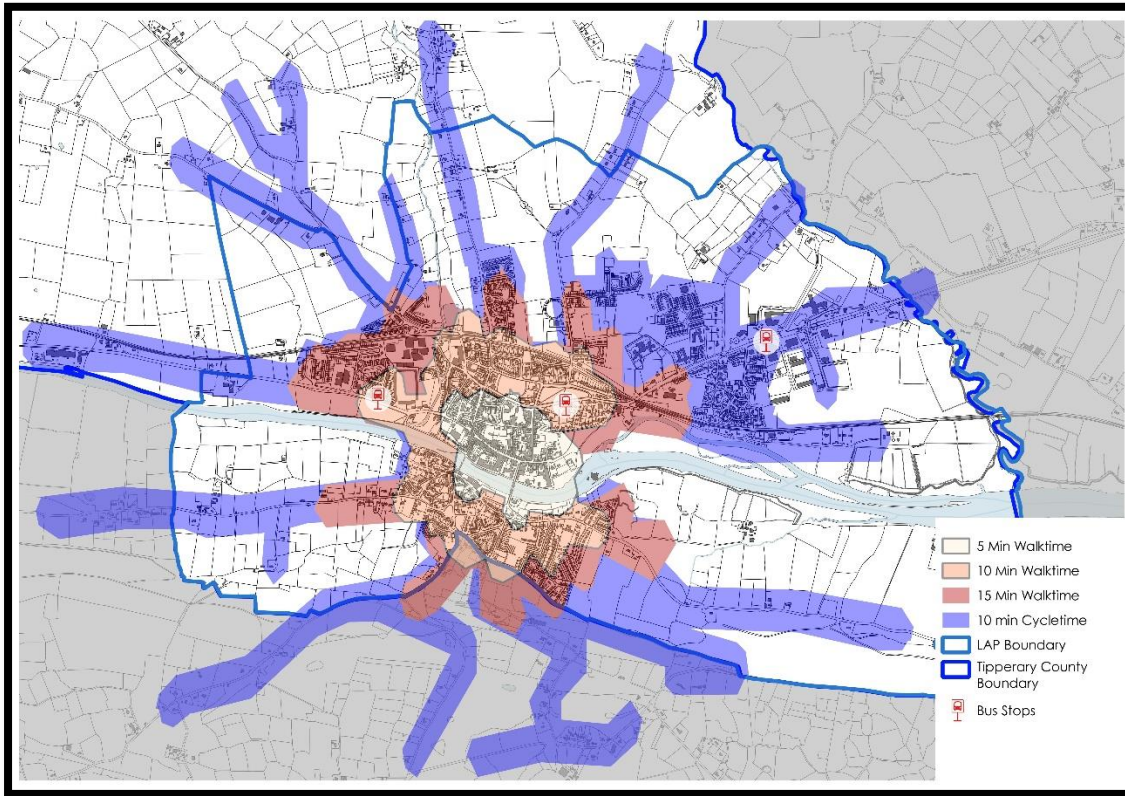 5 Min Walktime
10 Min Walktime
15 Min Walktime
10 min Cycletime
LAP Boundary
Tipperary County
Boundary
Bus Stops